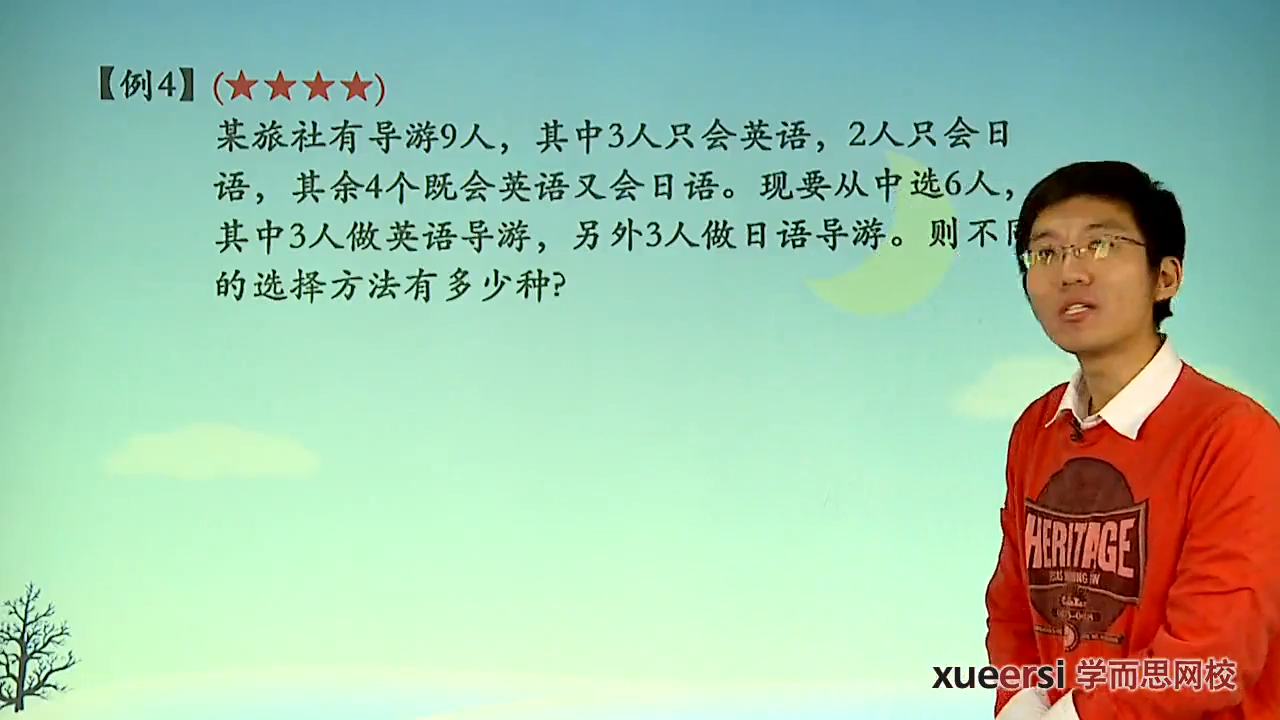 【例4】(★★★★)
某旅社有导游9人，其中3人只会英语，2人只会日
语，其余4个既会英语又会日语。现要从中选6人，
其中3人做英语导游，另外3人做日语导游。则不
的选择方法有多少种?
HERITAGE
xueersi 学而思网校